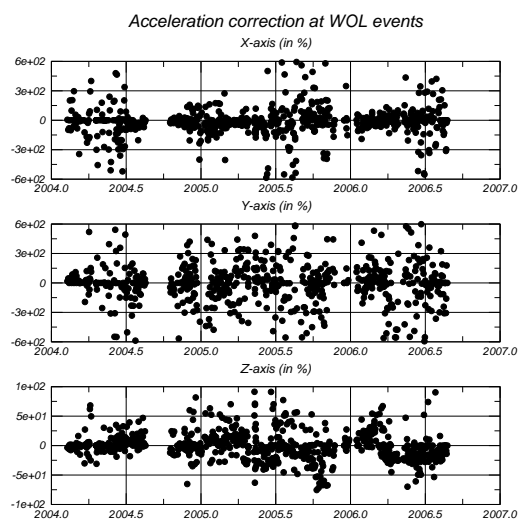 Acceleration correction at WOL events
X-axis (in %)
6e+02
3e+02
0
-3e+02
-6e+02
2004.0 2004.5 2005.0 2005.5 2006.0 2006.5 2007.0
Y-axis (in %)
6e+02
3e+02
0
-3e+02
-6e+02
2004.0 2004.5 2005.0 2005.5 2006.0 2006.5 2007.0
Z-axis (in %)
1e+02
5e+01
0
-5e+01
-1e+02
2004.0 2004.5 2005.0 2005.5 2006.0 2006.5 2007.0